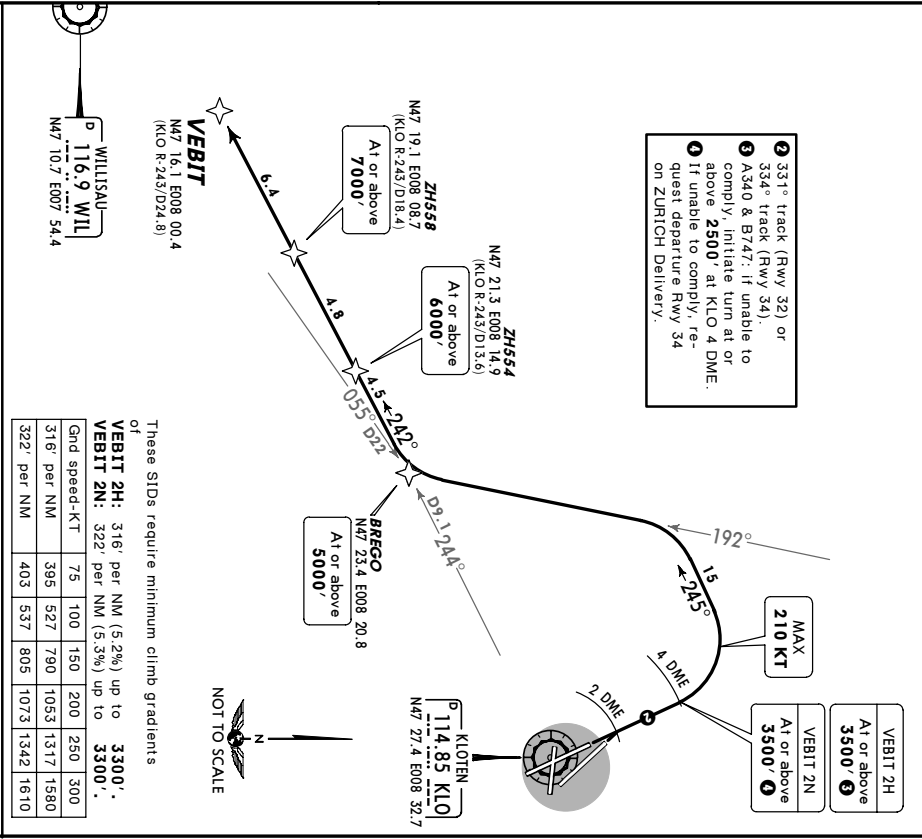 VEBIT 2H
At or above
3500' ❸
VEBIT 2N
At or above
3500' ❹
❷ 331° track (Rwy 32) or
334° track (Rwy 34).
❸ A340 & B747: if unable to
comply, initiate turn at or
above 2500' at KLO 4 DME.
❹ If unable to comply, re-
quest departure Rwy 34
on ZURICH Delivery.
MAX
210 KT
4 DME
2 DME
❷
192°
15
245°
KLOTEN
D 114.85 KLO
N47 27.4 E008 32.7
ZH554
N47 21.3 E008 14.9
(KLO R-243/D13.6)
At or above
6000'
ZH558
N47 19.1 E008 08.7
(KLO R-243/D18.4)
At or above
7000'
D9.1
244°
BREGO
N47 23.4 E008 20.8
At or above
5000'
242°
4.5
055°
D22
4.8
6.4
VEBIT
N47 16.1 E008 00.4
(KLO R-243/D24.8)
WILLISAU
D 116.9 WIL
N47 10.7 E007 54.4
N
NOT TO SCALE
These SIDs require minimum climb gradients
of
VEBIT 2H: 316' per NM (5.2%) up to 3300'.
VEBIT 2N: 322' per NM (5.3%) up to 3300'.
Gnd speed-KT 75 100 150 200 250 300
316' per NM 395 527 790 1053 1317 1580
322' per NM 403 537 805 1073 1342 1610